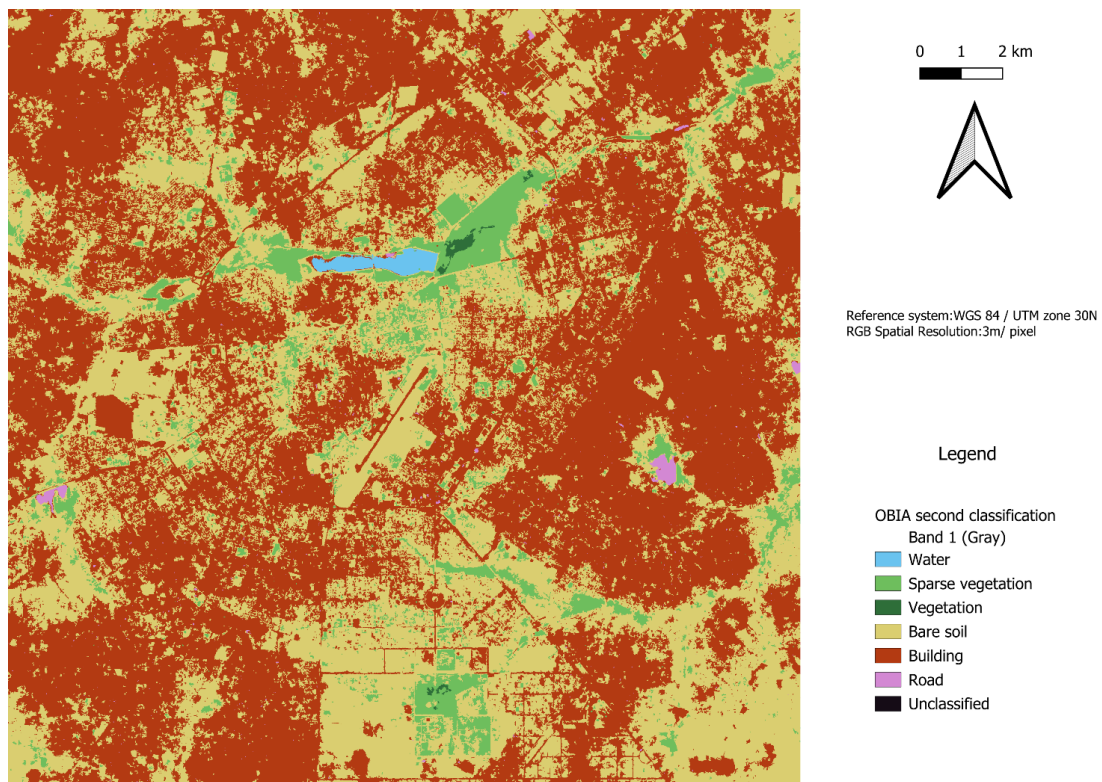 0 1 2 km
Reference system:WGS 84 / UTM zone 30N
RGB Spatial Resolution:3m/ pixel
Legend
OBIA second classification
Band 1 (Gray)
Water
Sparse vegetation
Vegetation
Bare soil
Building
Road
Unclassified